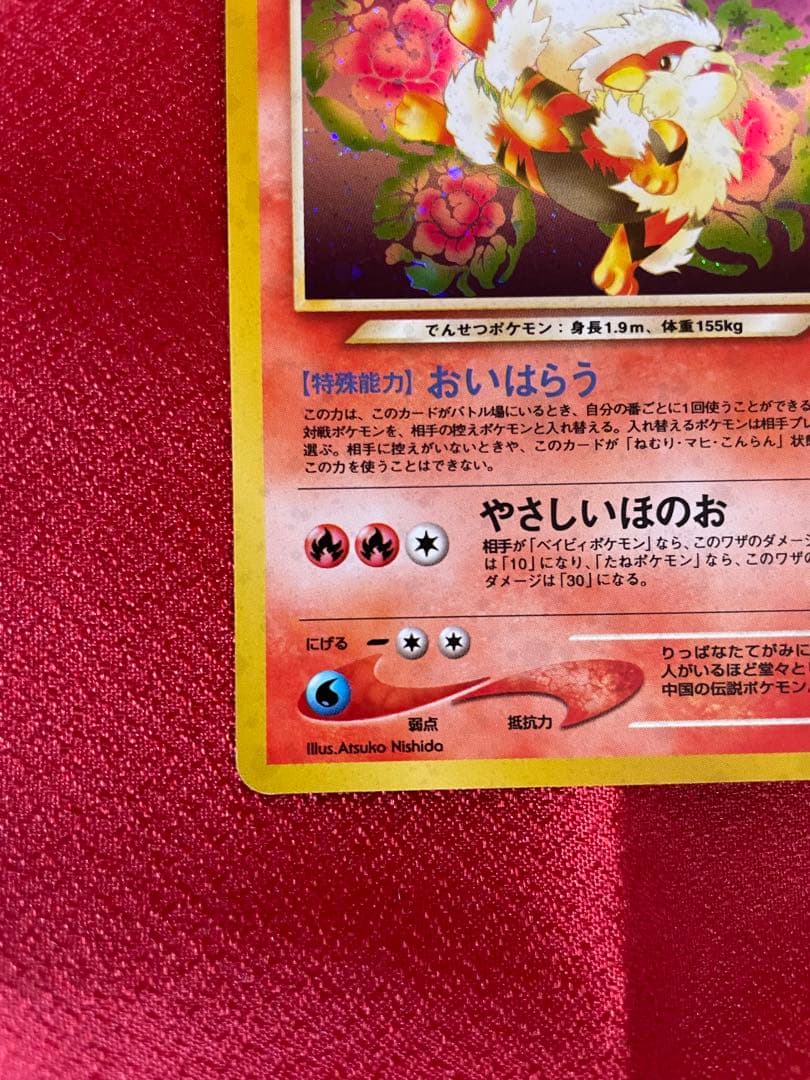 でんせつポケモン：身長1.9m、体重155kg
【特殊能力】おいはらう
この力は、このカードがバトル場にいるとき、自分の番ごとに1回使うことができる
対戦ポケモンを、相手の控えポケモンと入れ替える。入れ替えるポケモンは相手プレ
選ぶ。相手に控えがいないときや、このカードが「ねむり・マヒ・こんらん」状態
この力を使うことはできない。
やさしいほのお
相手が「ベイビィポケモン」なら、このワザのダメージ
は「10」になり、「たねポケモン」なら、このワザの
ダメージは「30」になる。
にげる
りっぱなたてがみに
人がいるほど堂々とし
中国の伝説ポケモン。
弱点 抵抗力
Illus.Atsuko Nishida